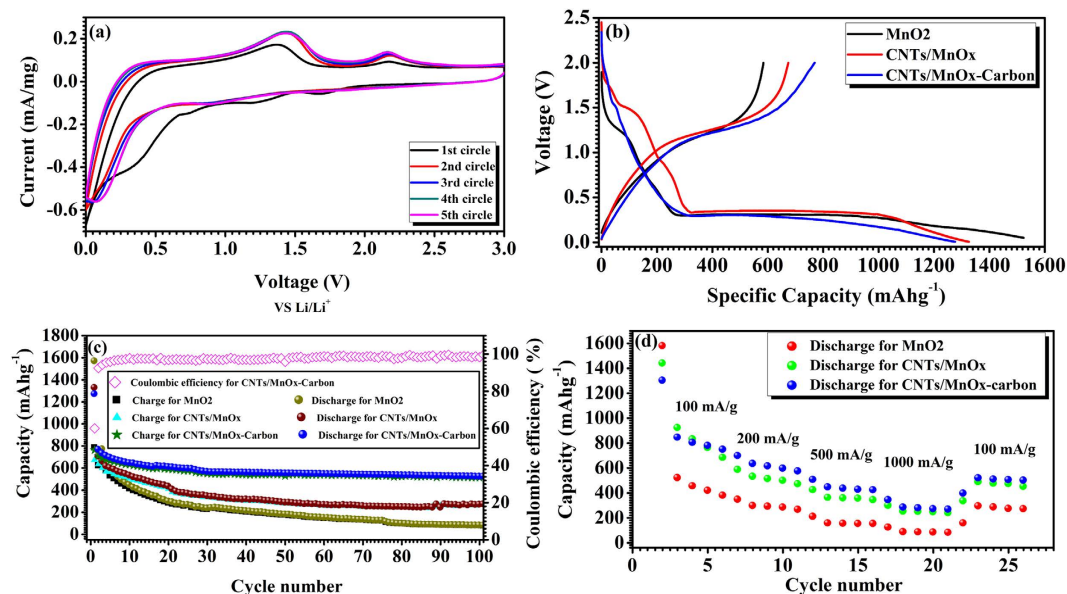 (a)
0.2
0.0
-0.2
-0.4
-0.6
Current (mA/mg)
1st circle
2nd circle
3rd circle
4th circle
5th circle
0.0 0.5 1.0 1.5 2.0 2.5 3.0
Voltage (V)
VS Li/Li+
(b)
2.5
2.0
1.5
1.0
0.5
0.0
Voltage (V)
MnO2
CNTs/MnOx
CNTs/MnOx-Carbon
0 200 400 600 800 1000 1200 1400 1600
Specific Capacity (mAhg-1)
(c)
1800
1600
1400
1200
1000
800
600
400
200
0
Capacity (mAhg-1)
100
80
60
40
20
0
Coulombic efficiency (%)
Coulombic efficiency for CNTs/MnOx-Carbon
Charge for MnO2 Discharge for MnO2
Charge for CNTs/MnOx Discharge for CNTs/MnOx
Charge for CNTs/MnOx-Carbon Discharge for CNTs/MnOx-Carbon
0 10 20 30 40 50 60 70 80 90 100
Cycle number
(d)
1600
1400
1200
1000
800
600
400
200
0
Capacity (mAhg-1)
Discharge for MnO2
Discharge for CNTs/MnOx
Discharge for CNTs/MnOx-carbon
100 mA/g
200 mA/g
500 mA/g
1000 mA/g
100 mA/g
0 5 10 15 20 25
Cycle number